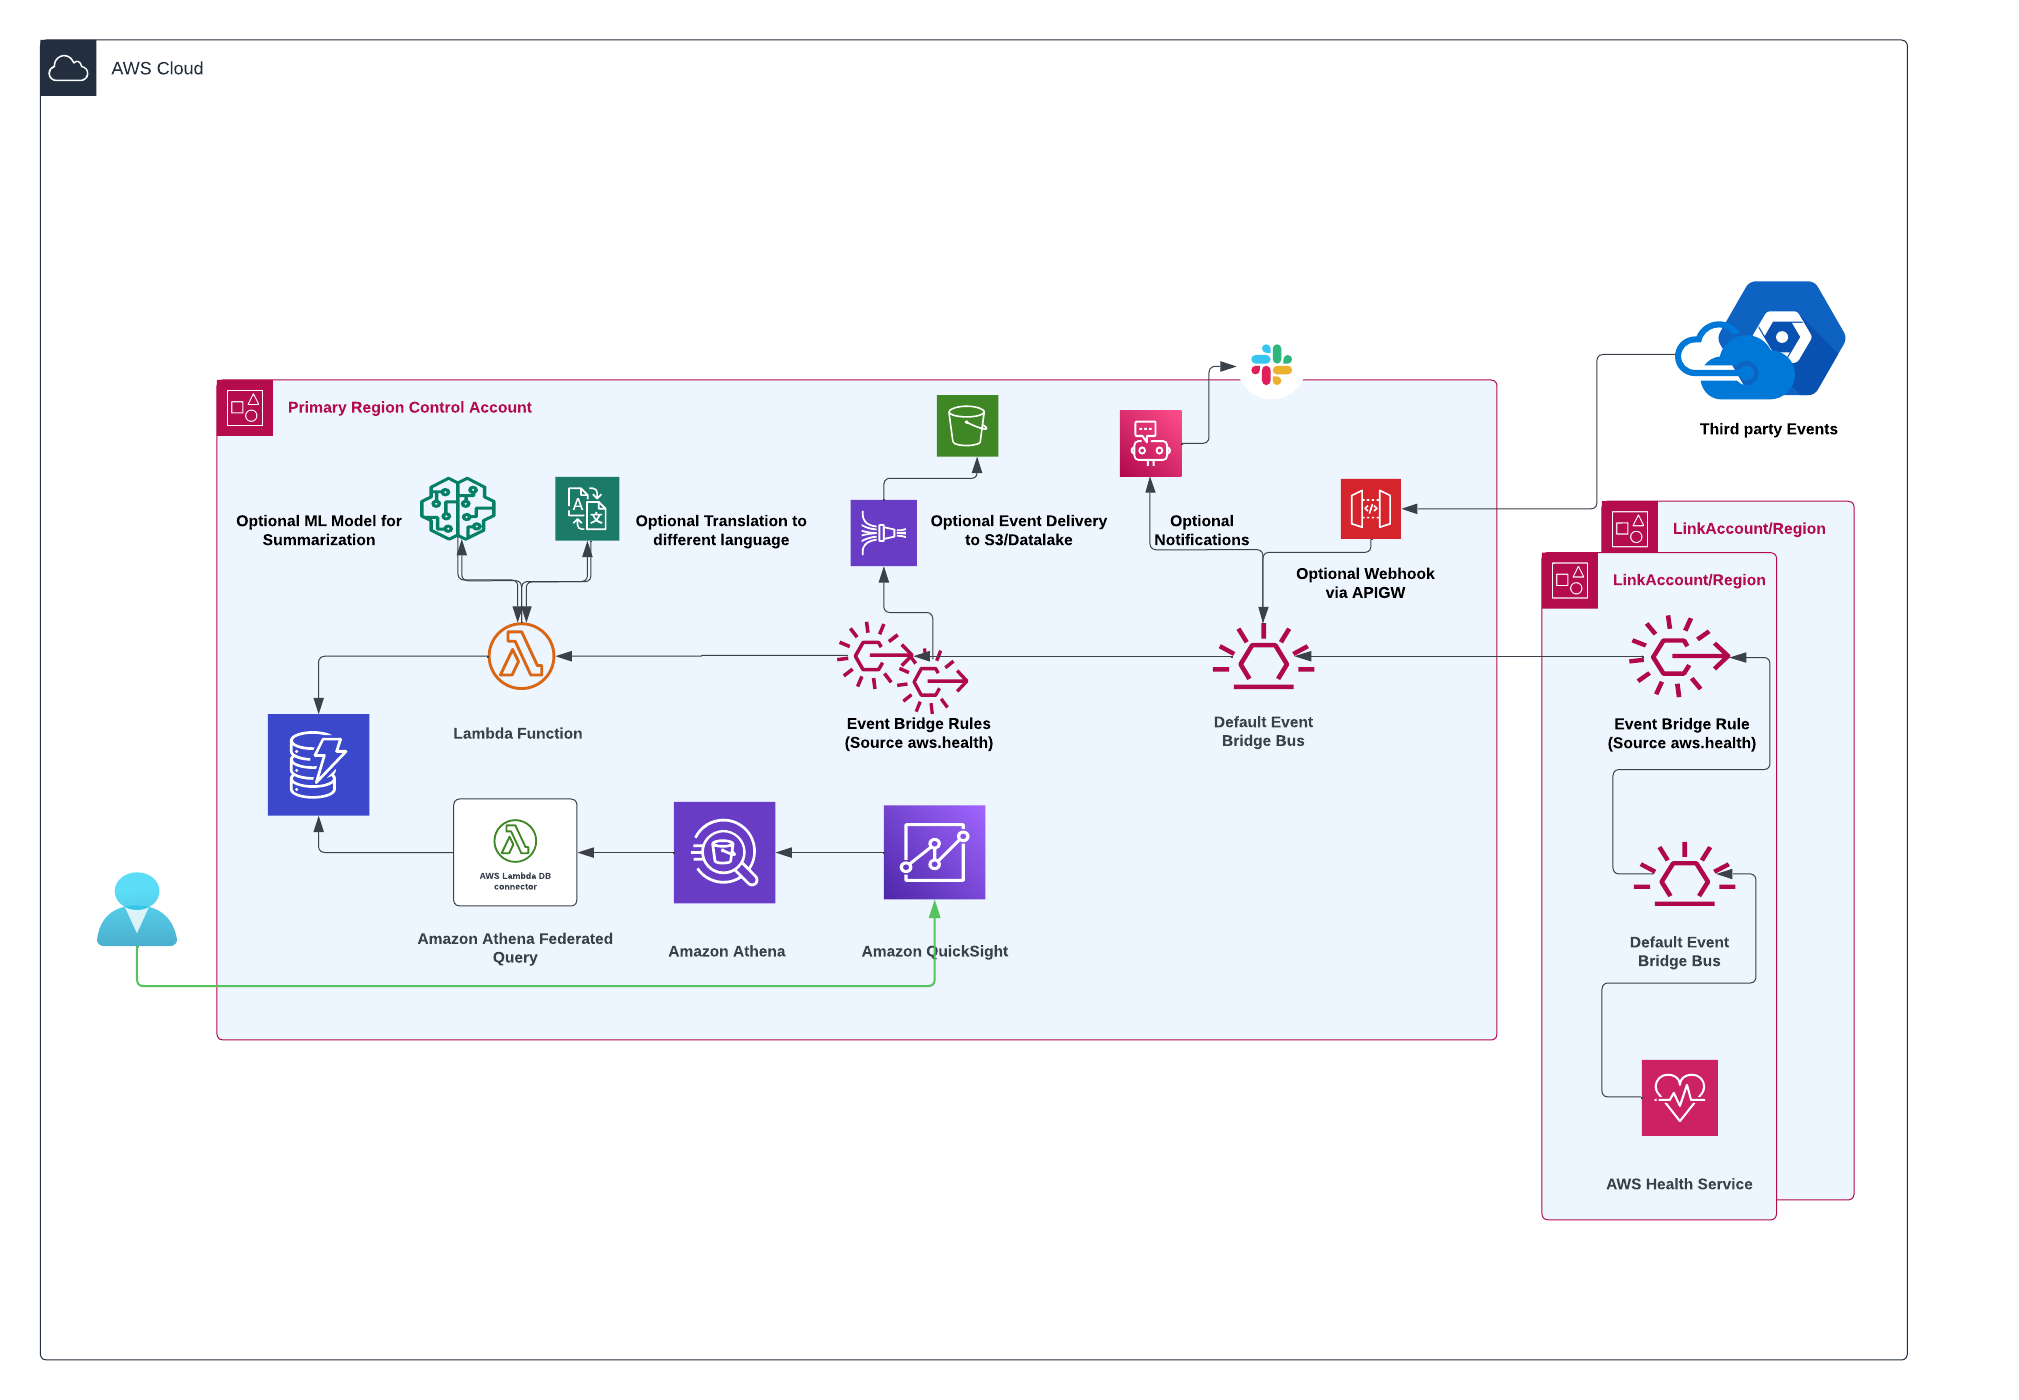 AWS Cloud
Third party Events
Primary Region Control Account
Optional ML Model for
Summarization
Optional Translation to
different language
Optional Event Delivery
to S3/Datalake
Optional
Notifications
Optional Webhook
via APIGW
LinkAccount/Region
LinkAccount/Region
Lambda Function
Event Bridge Rules
(Source aws.health)
Default Event
Bridge Bus
Event Bridge Rule
(Source aws.health)
AWS Lambda DB
connector
Amazon Athena Federated
Query
Amazon Athena
Amazon QuickSight
Default Event
Bridge Bus
AWS Health Service